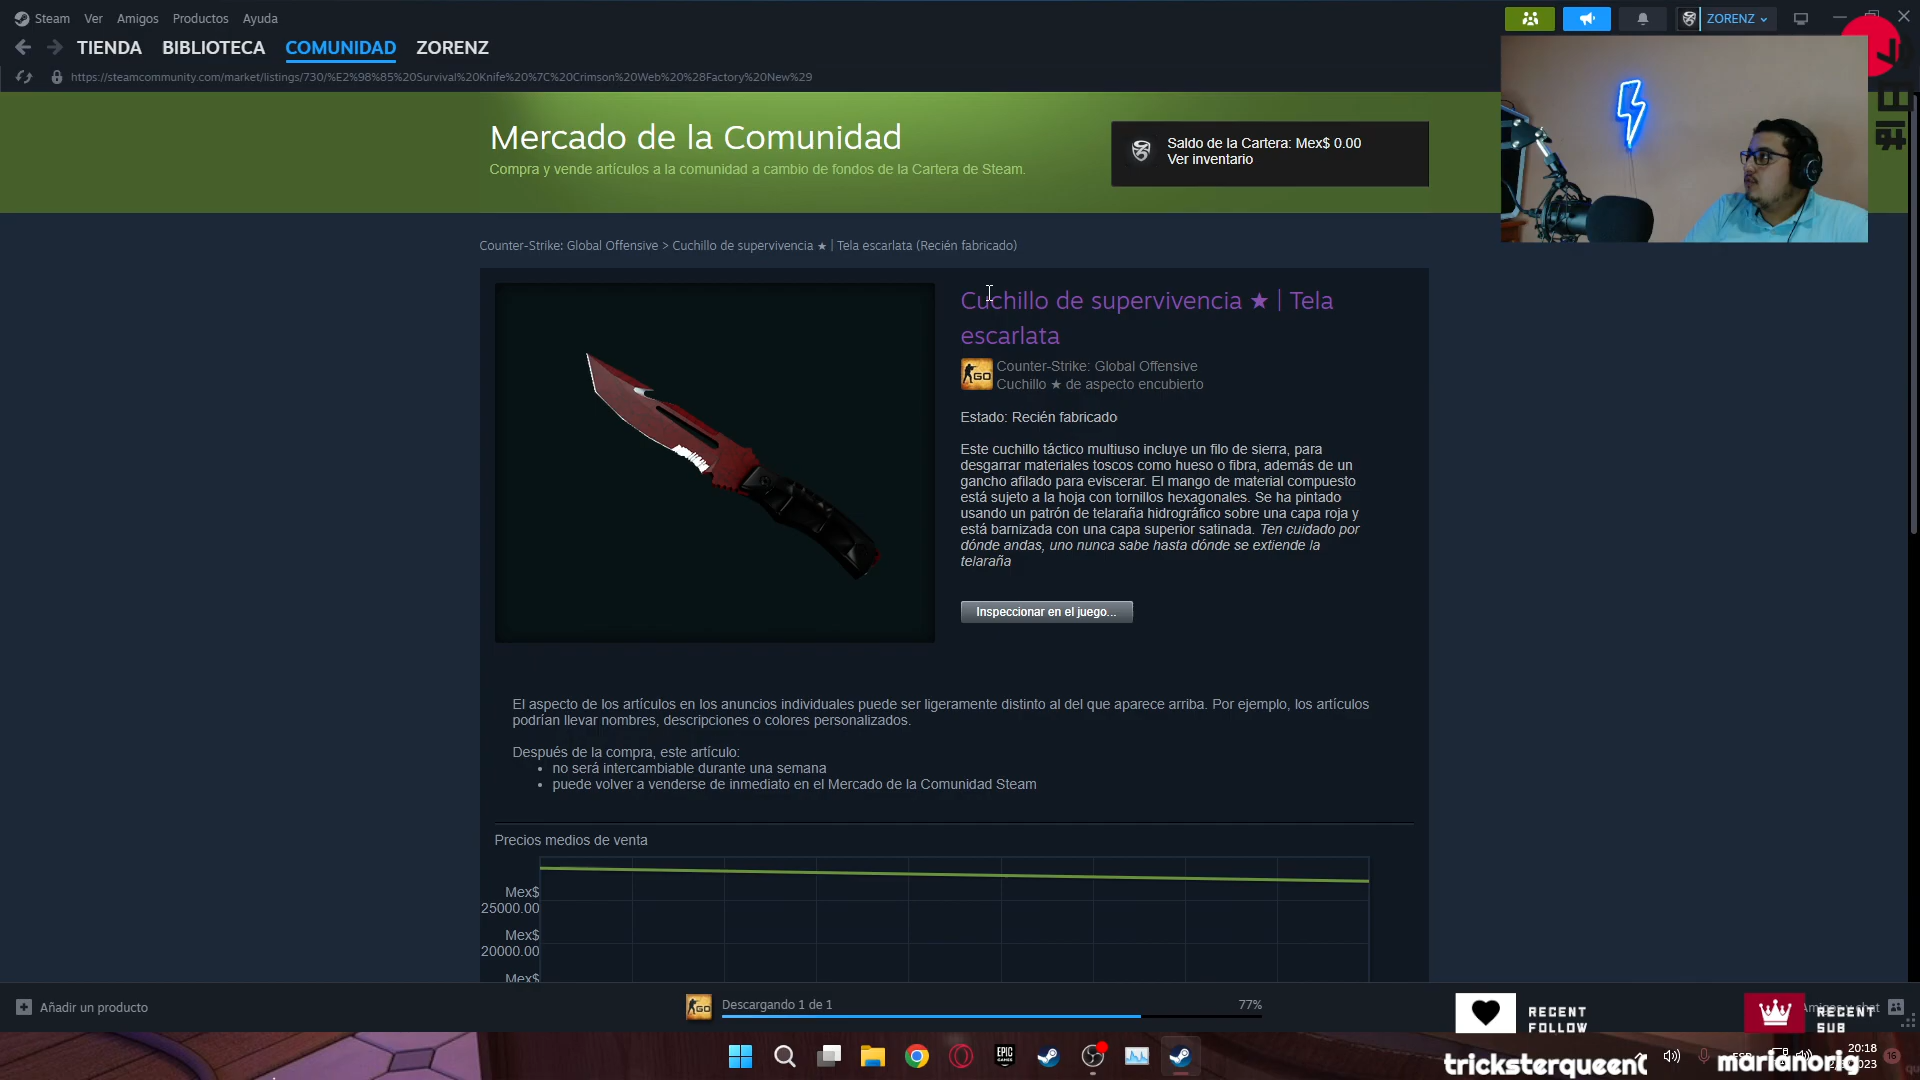 Steam Ver Amigos Productos Ayuda
ZORENZ
TIENDA BIBLIOTECA COMUNIDAD ZORENZ
https://steamcommunity.com/market/listings/730/%E2%98%85%20Survival%20Knife%20%7C%20Crimson%20Web%20%28Factory%20New%29
Mercado de la Comunidad
Compra y vende artículos a la comunidad a cambio de fondos de la Cartera de Steam.
Saldo de la Cartera: Mex$ 0.00
Ver inventario
Counter-Strike: Global Offensive > Cuchillo de supervivencia ★ | Tela escarlata (Recién fabricado)
Cuchillo de supervivencia ★ | Tela
escarlata
Counter-Strike: Global Offensive
Cuchillo ★ de aspecto encubierto
Estado: Recién fabricado
Este cuchillo táctico multiuso incluye un filo de sierra, para
desgarrar materiales toscos como hueso o fibra, además de un
gancho afilado para eviscerar. El mango de material compuesto
está sujeto a la hoja con tornillos hexagonales. Se ha pintado
usando un patrón de telaraña hidrográfico sobre una capa roja y
está barnizada con una capa superior satinada. Ten cuidado por
dónde andas, uno nunca sabe hasta dónde se extiende la
telaraña
Inspeccionar en el juego...
El aspecto de los artículos en los anuncios individuales puede ser ligeramente distinto al del que aparece arriba. Por ejemplo, los artículos
podrían llevar nombres, descripciones o colores personalizados.
Después de la compra, este artículo:
• no será intercambiable durante una semana
• puede volver a venderse de inmediato en el Mercado de la Comunidad Steam
Precios medios de venta
Mex$
25000.00
Mex$
20000.00
Mex$
Añadir un producto
GO
Descargando 1 de 1
77%
RECENT
FOLLOW
RECENT
SUB
EPIC
GAMES
20:18
16
marianorig